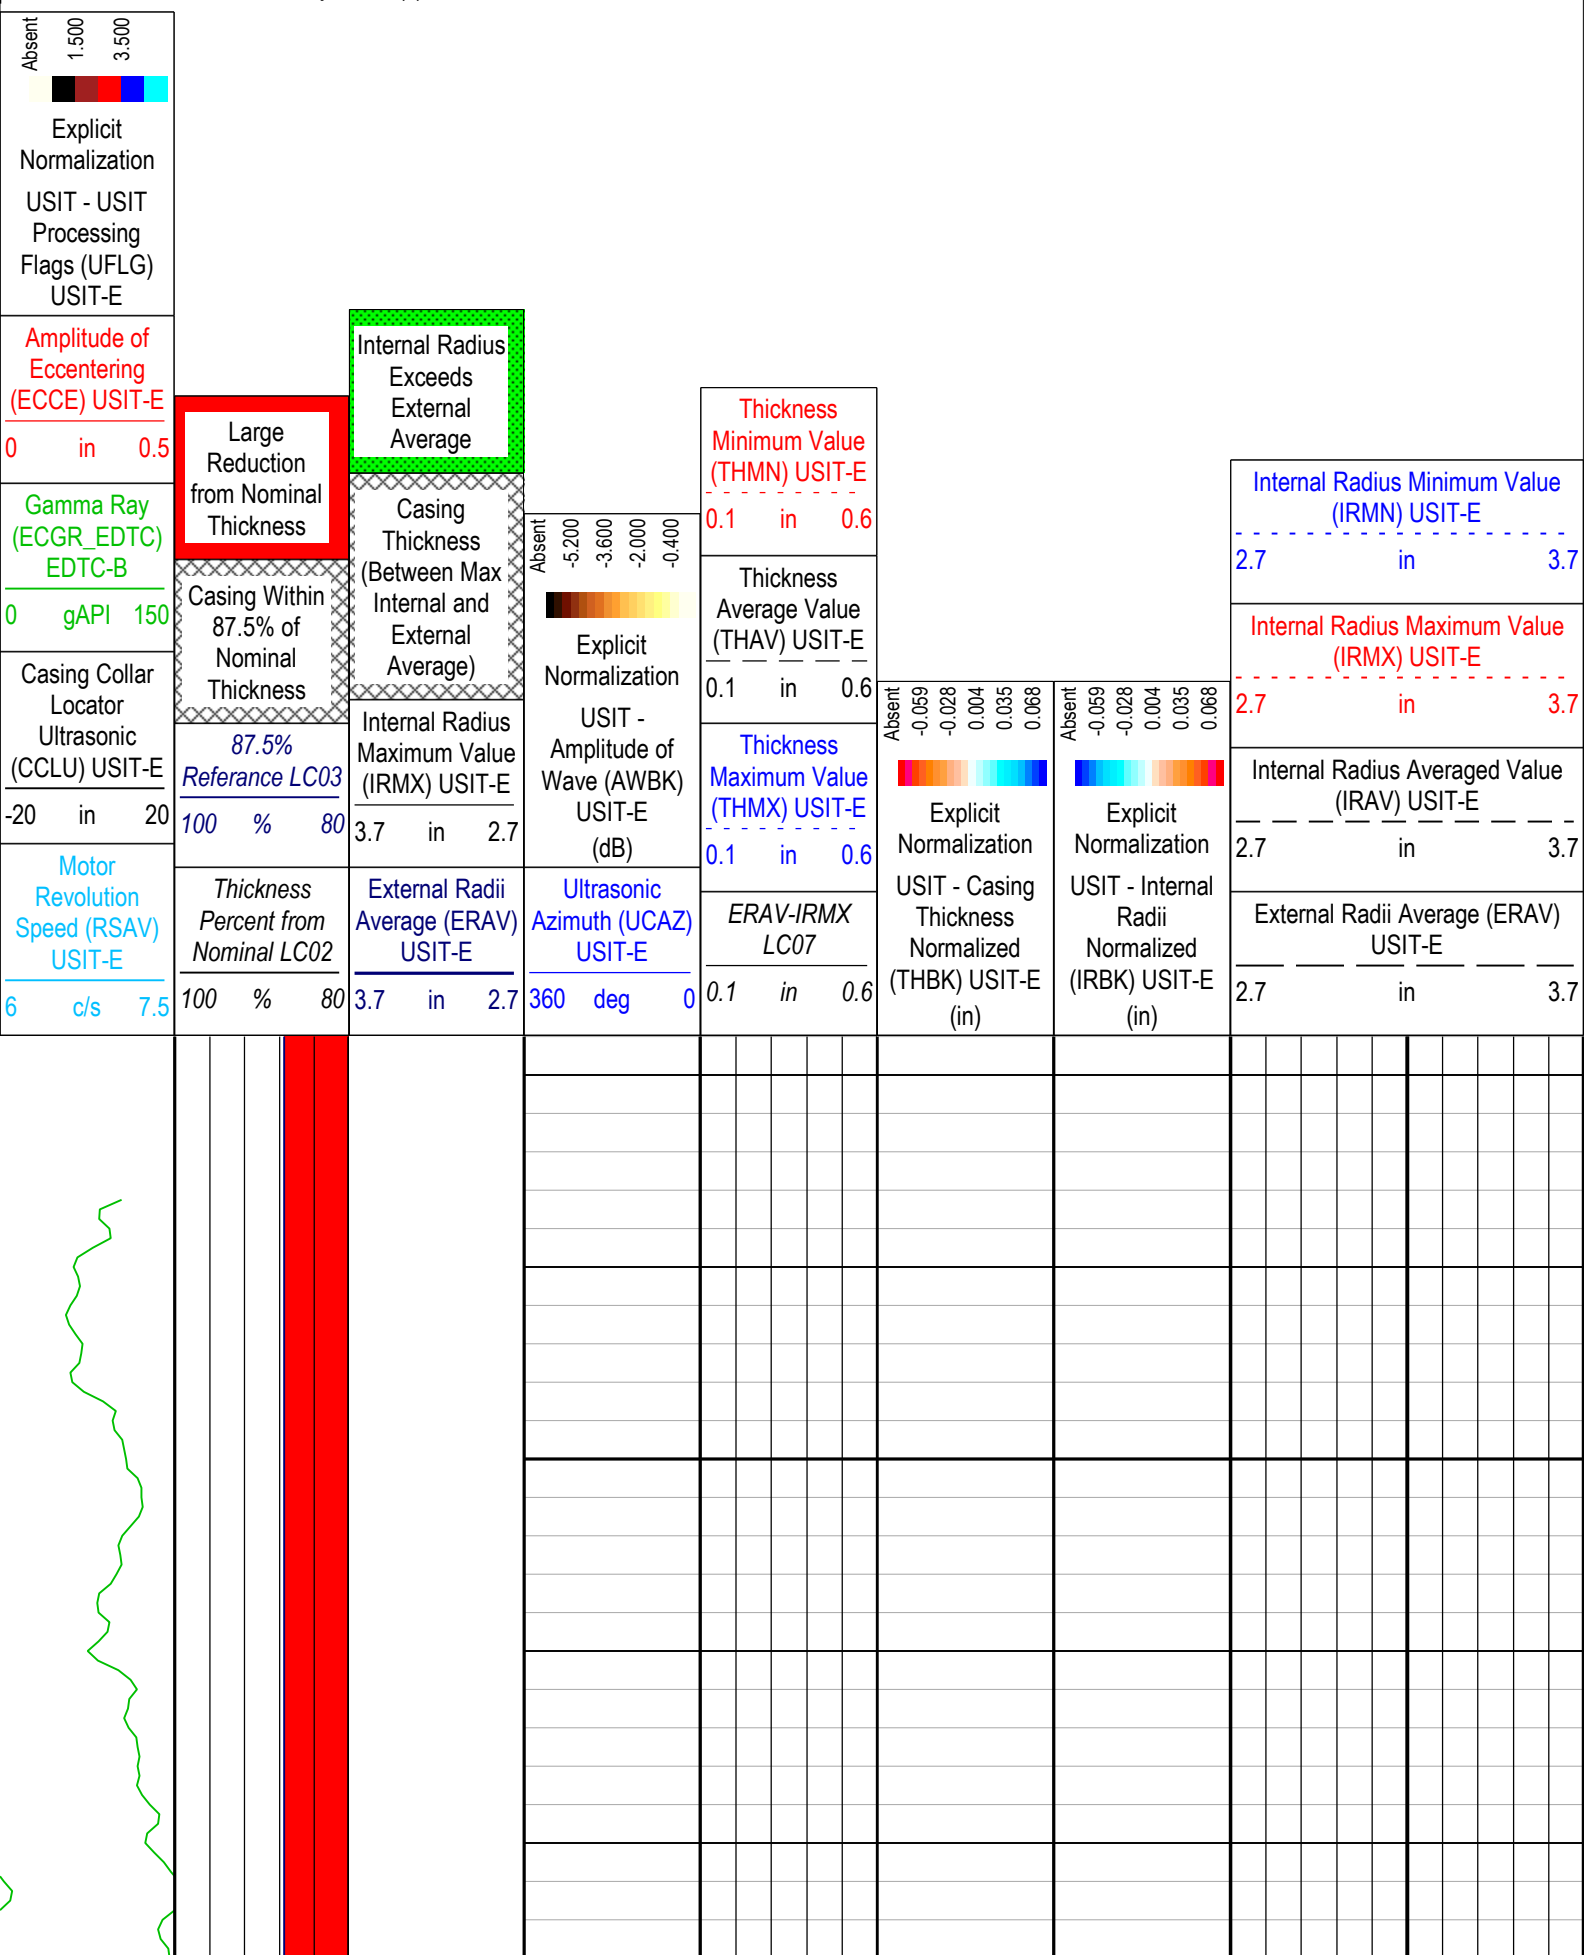 Absent
1.500
3.500
Explicit
Normalization
USIT - USIT
Processing
Flags (UFLG)
USIT-E
Amplitude of
Eccentering
(ECCE) USIT-E
0 in 0.5
Gamma Ray
(ECGR_EDTC)
EDTC-B
0 gAPI 150
Casing Collar
Locator
Ultrasonic
(CCLU) USIT-E
-20 in 20
Motor
Revolution
Speed (RSAV)
USIT-E
6 c/s 7.5
Large
Reduction
from Nominal
Thickness
Casing Within
87.5% of
Nominal
Thickness
87.5%
Referance LC03
100 % 80
Thickness
Percent from
Nominal LC02
100 % 80
Internal Radius
Exceeds
External
Average
Casing
Thickness
(Between Max
Internal and
External
Average)
Internal Radius
Maximum Value
(IRMX) USIT-E
3.7 in 2.7
External Radii
Average (ERAV)
USIT-E
3.7 in 2.7
Absent
-5.200
-3.600
-2.000
-0.400
Explicit
Normalization
USIT -
Amplitude of
Wave (AWBK)
USIT-E
(dB)
Ultrasonic
Azimuth (UCAZ)
USIT-E
360 deg 0
Thickness
Minimum Value
(THMN) USIT-E
0.1 in 0.6
Thickness
Average Value
(THAV) USIT-E
0.1 in 0.6
Thickness
Maximum Value
(THMX) USIT-E
0.1 in 0.6
ERAV-IRMX
LC07
0.1 in 0.6
Absent
-0.059
-0.028
0.004
0.035
0.068
Explicit
Normalization
USIT - Casing
Thickness
Normalized
(THBK) USIT-E
(in)
Absent
-0.059
-0.028
0.004
0.035
0.068
Explicit
Normalization
USIT - Internal
Radii
Normalized
(IRBK) USIT-E
(in)
Internal Radius Minimum Value
(IRMN) USIT-E
2.7 in 3.7
Internal Radius Maximum Value
(IRMX) USIT-E
2.7 in 3.7
Internal Radius Averaged Value
(IRAV) USIT-E
2.7 in 3.7
External Radii Average (ERAV)
USIT-E
2.7 in 3.7